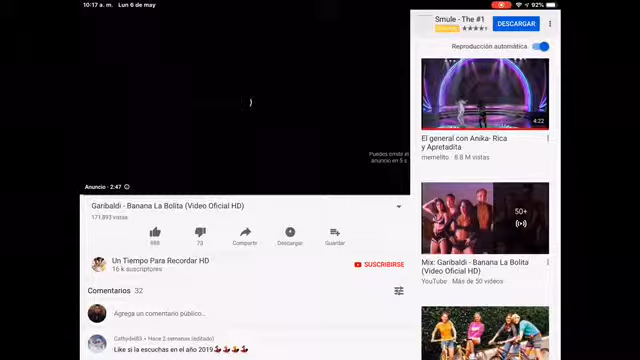 10:17 a. m.  Lun 6 de may
92%
Smule - The #1
DESCARGAR
Reproducción automática
4:22
El general con Anika- Rica
y Apretadita
memelito • 8.8 M vistas
Puedes omitir el
anuncio en 5 s
Anuncio · 2:47
Garibaldi - Banana La Bolita (Video Oficial HD)
171,893 vistas
888
73
Compartir
Descargar
Guardar
Un Tiempo Para Recordar HD
16 k suscriptores
SUSCRIBIRSE
50+
Mix: Garibaldi - Banana La Bolita
(Video Oficial HD)
YouTube • Más de 50 videos
Comentarios 32
Agrega un comentario público...
Cathydel53 • Hace 2 semanas (editado)
Like si la escuchas en el año 2019